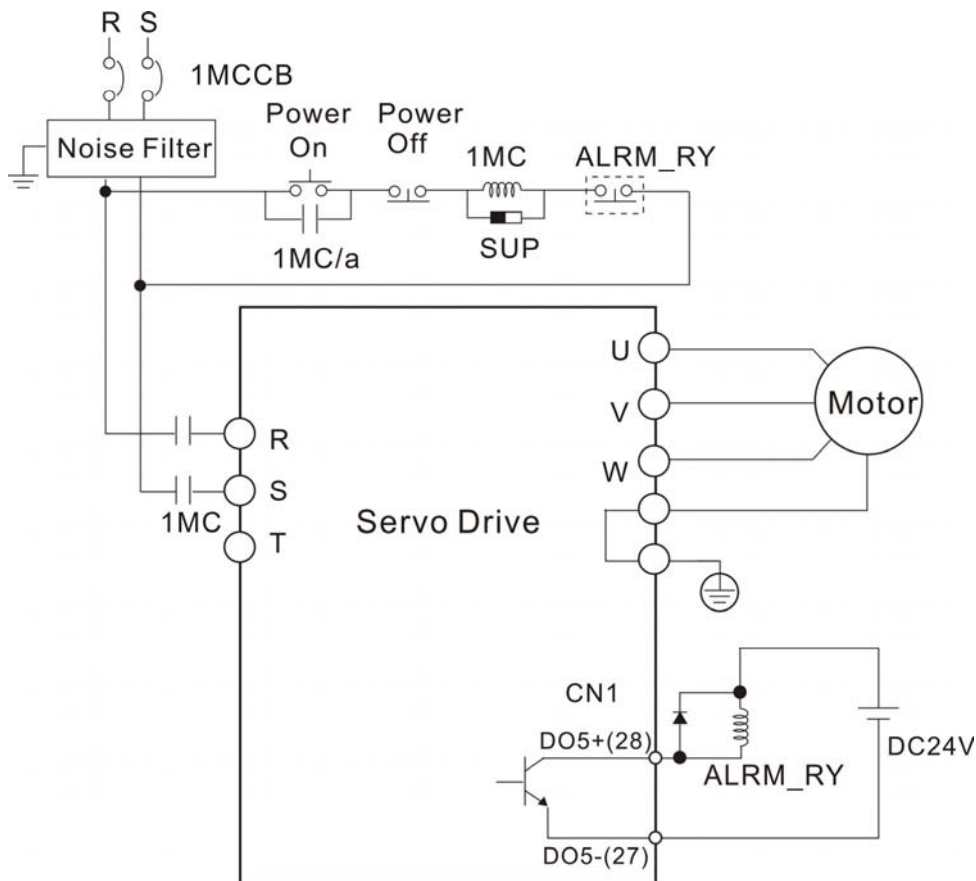 R S
1MCCB
Noise Filter
Power On
Power Off
1MC
ALRM_RY
1MC/a
SUP
U
V
W
Motor
R
S
1MC
T
Servo Drive
CN1
DO5+(28)
ALRM_RY
DC24V
DO5-(27)